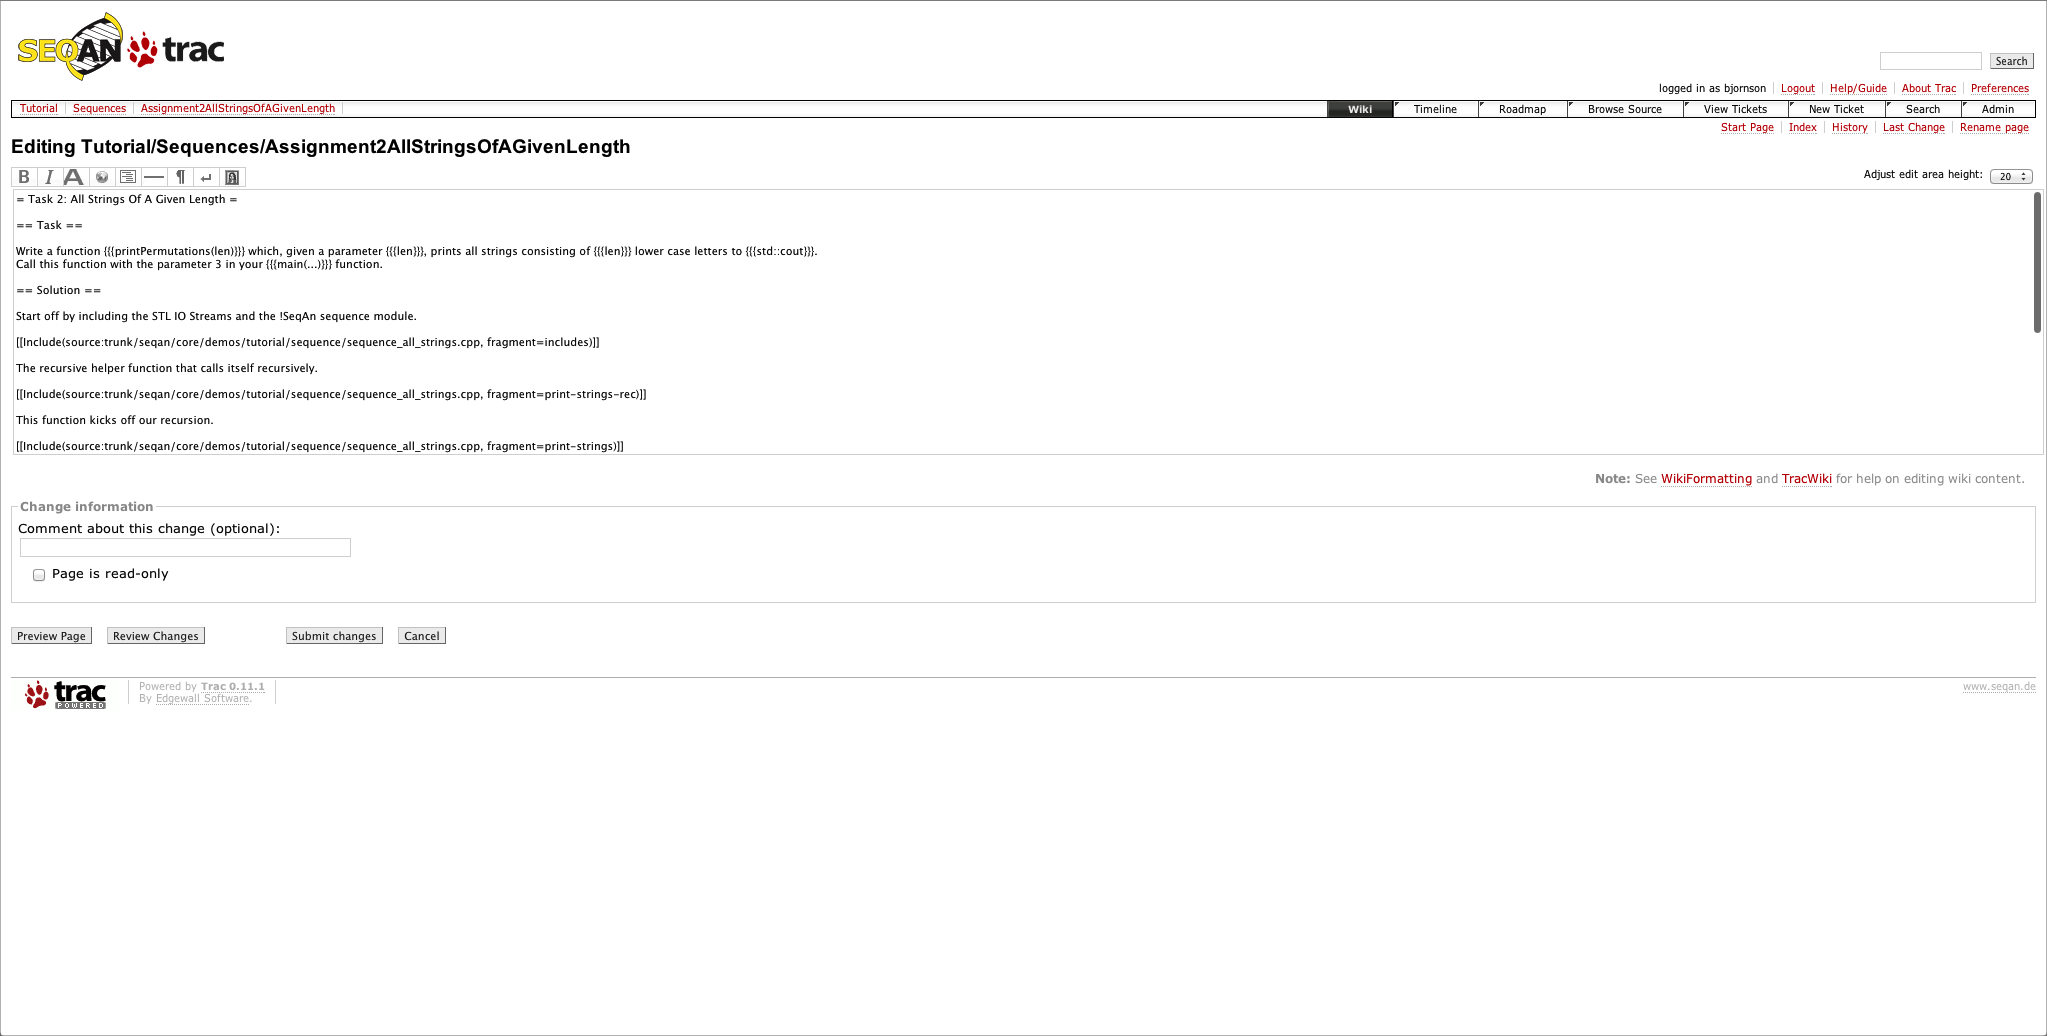 SEQAN trac
Search
logged in as bjornson Logout Help/Guide About Trac Preferences
Tutorial Sequences Assignment2AllStringsOfAGivenLength Wiki Timeline Roadmap Browse Source View Tickets New Ticket Search Admin
Start Page Index History Last Change Rename page
Editing Tutorial/Sequences/Assignment2AllStringsOfAGivenLength
B I A ¶ Adjust edit area height: 20
= Task 2: All Strings Of A Given Length =
== Task ==
Write a function {{{printPermutations(len)}}} which, given a parameter {{{len}}}, prints all strings consisting of {{{len}}} lower case letters to {{{std::cout}}}.
Call this function with the parameter 3 in your {{{main(...)}}} function.
== Solution ==
Start off by including the STL IO Streams and the !SeqAn sequence module.
[[Include(source:trunk/seqan/core/demos/tutorial/sequence/sequence_all_strings.cpp, fragment=includes)]]
The recursive helper function that calls itself recursively.
[[Include(source:trunk/seqan/core/demos/tutorial/sequence/sequence_all_strings.cpp, fragment=print-strings-rec)]]
This function kicks off our recursion.
[[Include(source:trunk/seqan/core/demos/tutorial/sequence/sequence_all_strings.cpp, fragment=print-strings)]]
Note: See WikiFormatting and TracWiki for help on editing wiki content.
Change information
Comment about this change (optional):
Page is read-only
Preview Page Review Changes Submit changes Cancel
trac POWERED
Powered by Trac 0.11.1
By Edgewall Software.
www.seqan.de